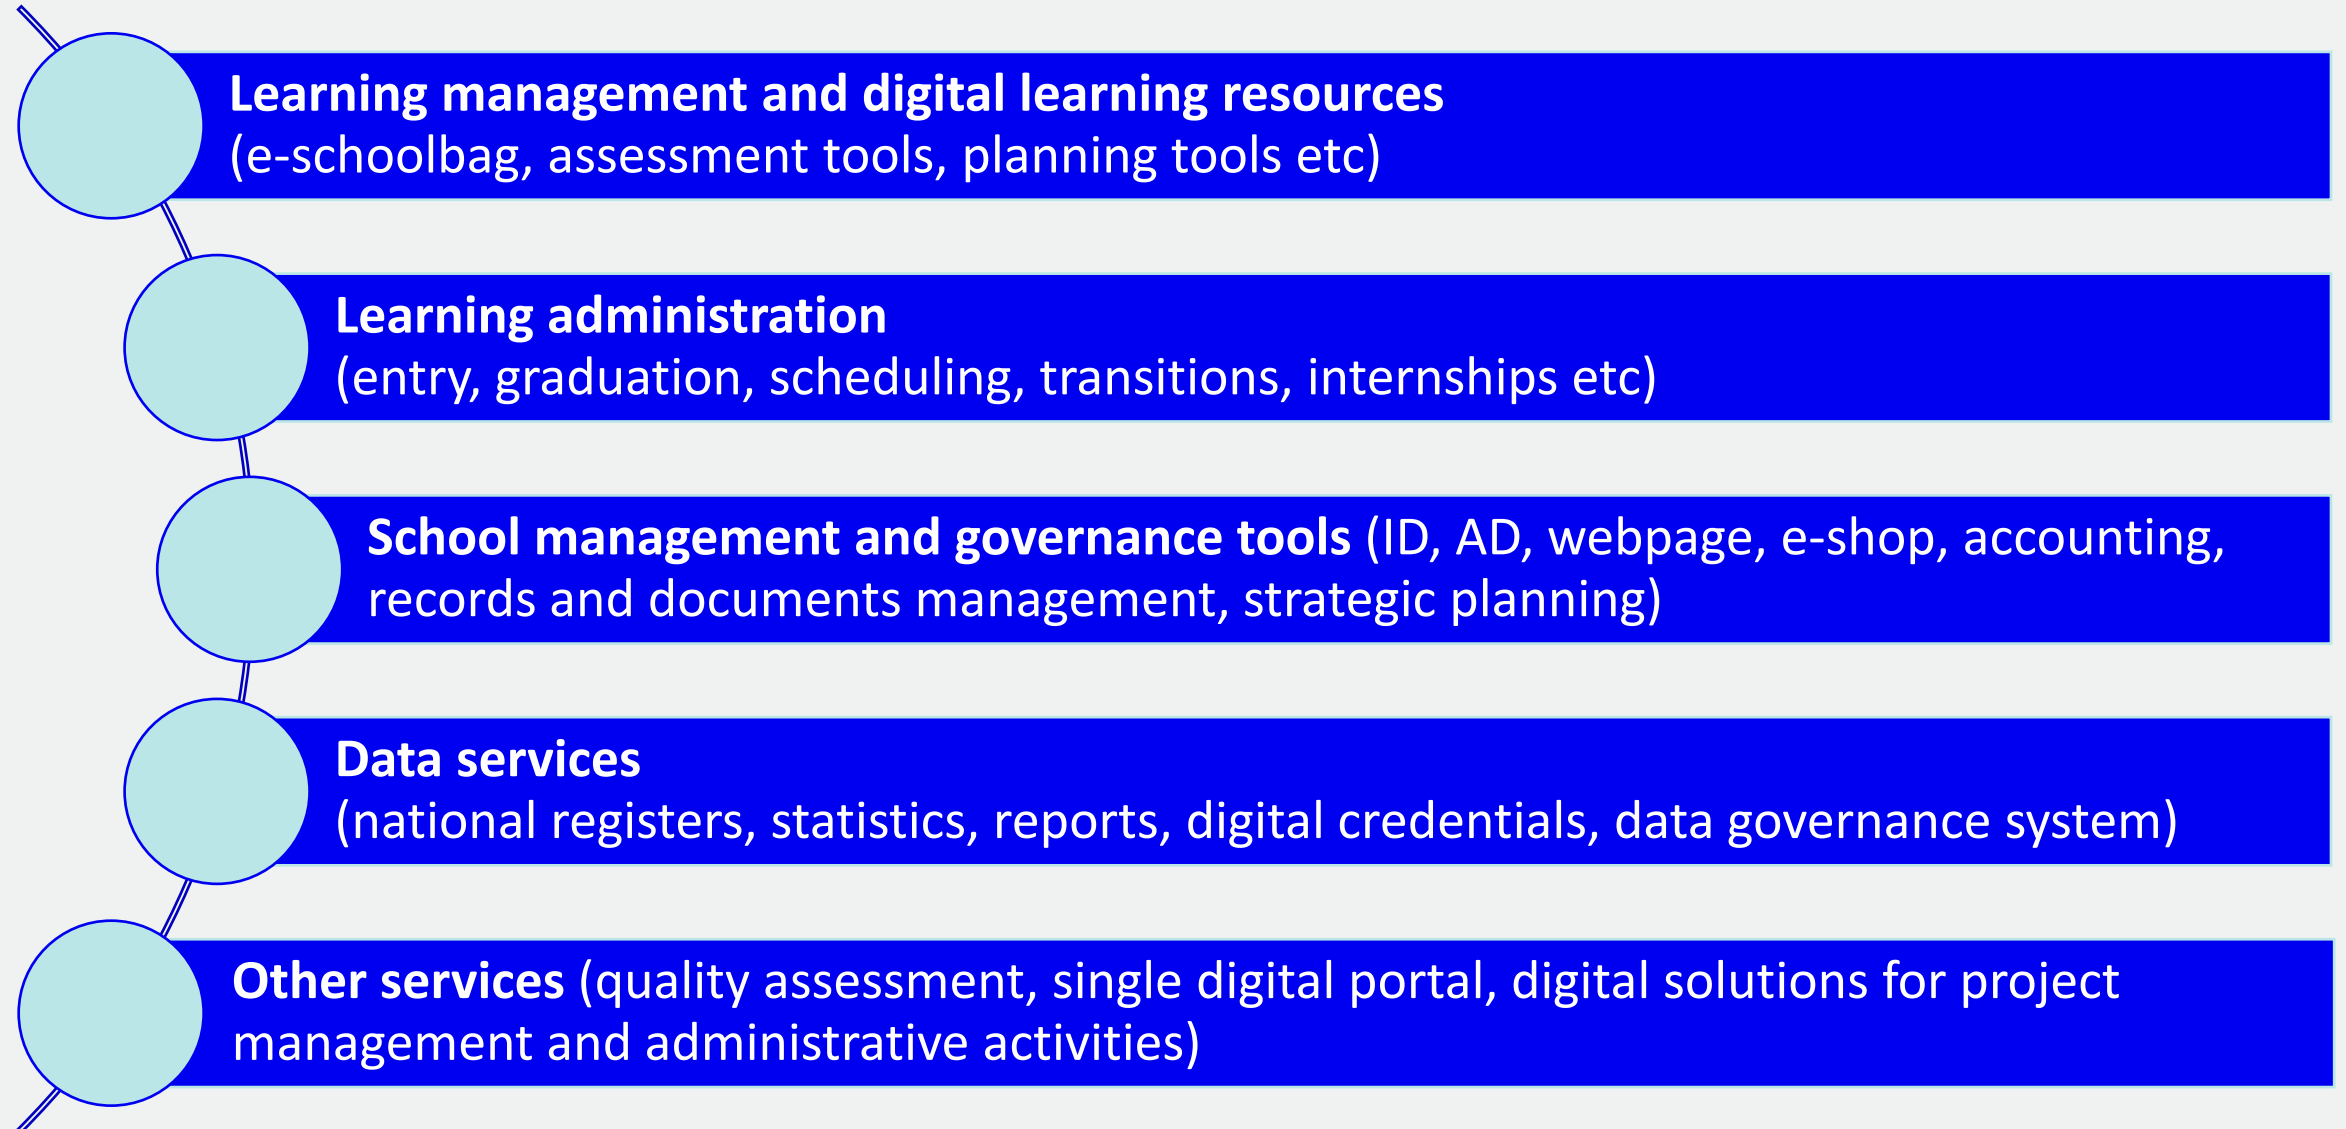 Learning management and digital learning resources
(e-schoolbag, assessment tools, planning tools etc)
Learning administration
(entry, graduation, scheduling, transitions, internships etc)
School management and governance tools (ID, AD, webpage, e-shop, accounting,
records and documents management, strategic planning)
Data services
(national registers, statistics, reports, digital credentials, data governance system)
Other services (quality assessment, single digital portal, digital solutions for project
management and administrative activities)